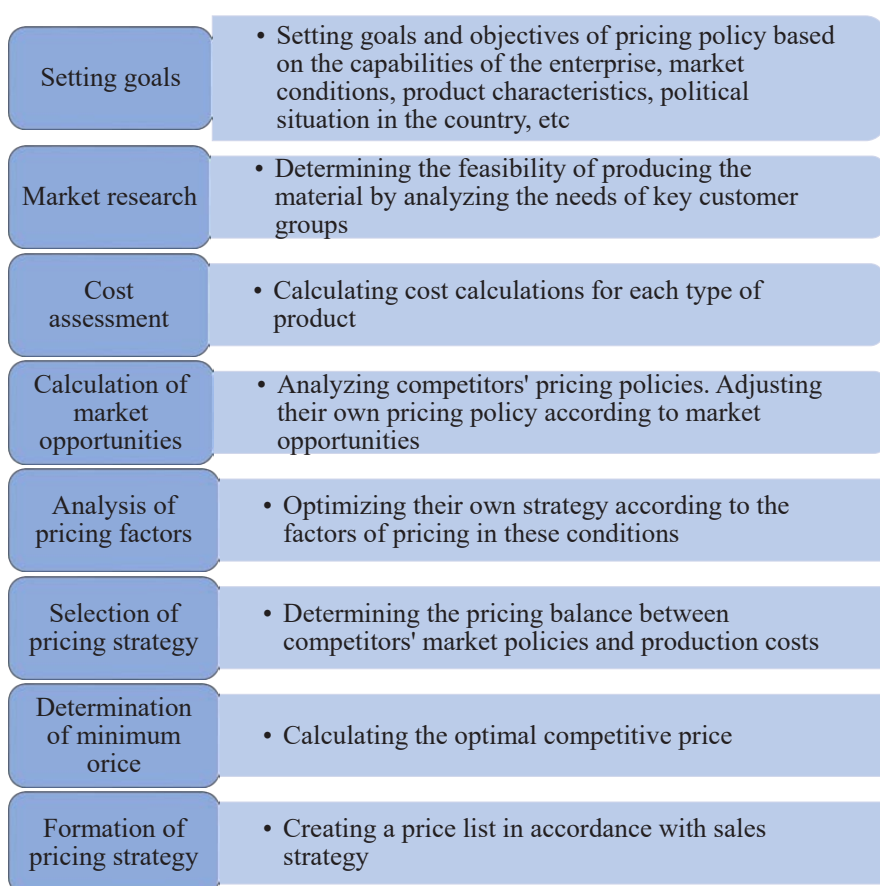 Setting goals
• Setting goals and objectives of pricing policy based
on the capabilities of the enterprise, market
conditions, product characteristics, political
situation in the country, etc
Market research
• Determining the feasibility of producing the
material by analyzing the needs of key customer
groups
Cost
assessment
• Calculating cost calculations for each type of
product
Calculation of
market
opportunities
• Analyzing competitors' pricing policies. Adjusting
their own pricing policy according to market
opportunities
Analysis of
pricing factors
• Optimizing their own strategy according to the
factors of pricing in these conditions
Selection of
pricing strategy
• Determining the pricing balance between
competitors' market policies and production costs
Determination
of minimum
orice
• Calculating the optimal competitive price
Formation of
pricing strategy
• Creating a price list in accordance with sales
strategy